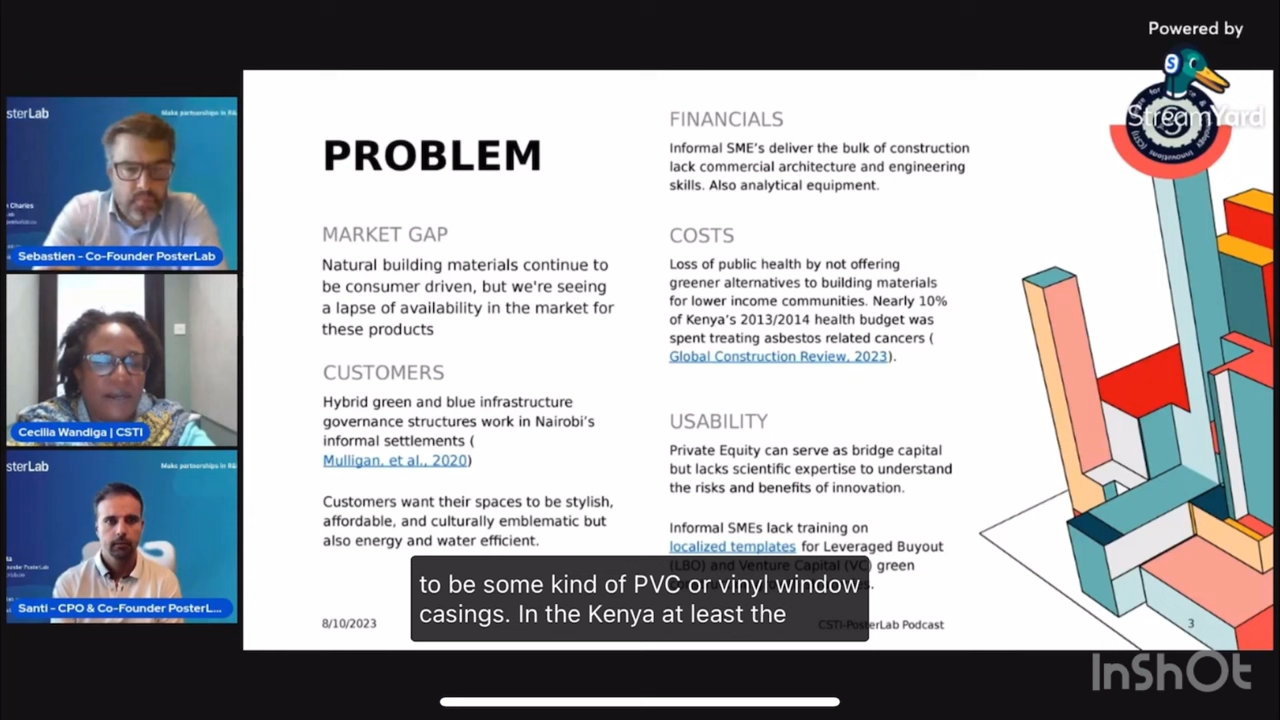 Powered by
StreamYard
sterLab
Make partnerships in R&
Charles
Sebastien - Co-Founder PosterLab
Cecilia Wandiga | CSTI
sterLab
Make partnerships in R&
Santi - CPO & Co-Founder PosterL...
PROBLEM
MARKET GAP
Natural building materials continue to
be consumer driven, but we're seeing
a lapse of availability in the market for
these products
CUSTOMERS
Hybrid green and blue infrastructure
governance structures work in Nairobi's
informal settlements (
Mulligan, et al., 2020)
Customers want their spaces to be stylish,
affordable, and culturally emblematic but
also energy and water efficient.
FINANCIALS
Informal SME's deliver the bulk of construction
lack commercial architecture and engineering
skills. Also analytical equipment.
COSTS
Loss of public health by not offering
greener alternatives to building materials
for lower income communities. Nearly 10%
of Kenya's 2013/2014 health budget was
spent treating asbestos related cancers (
Global Construction Review, 2023).
USABILITY
Private Equity can serve as bridge capital
but lacks scientific expertise to understand
the risks and benefits of innovation.
Informal SMEs lack training on
localized templates for Leveraged Buyout
(LBO) and Venture Capital (VC) green
to be some kind of PVC or vinyl window
casings. In the Kenya at least the
8/10/2023
CSTI-PosterLab Podcast
3
InShOt